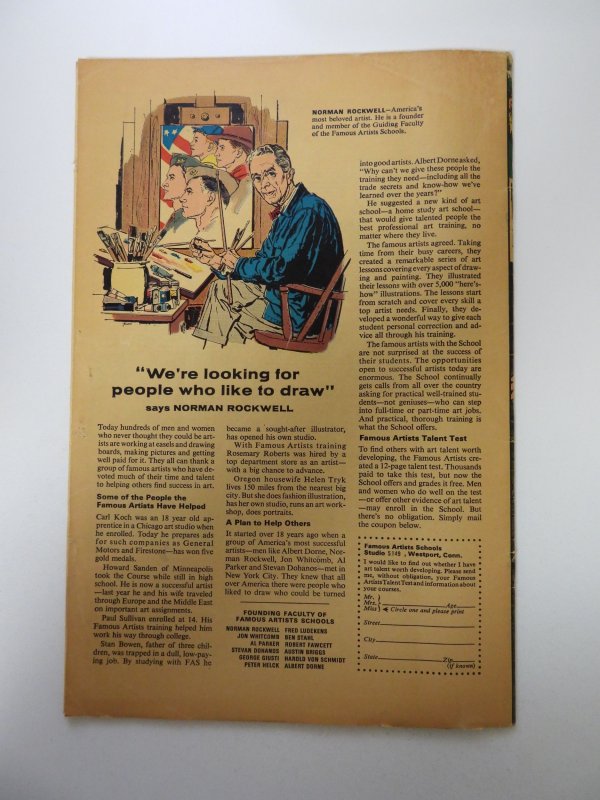 NORMAN ROCKWELL—America's
most beloved artist. He is a founder
and member of the Guiding Faculty
of the Famous Artists Schools.
"We're looking for
people who like to draw"
says NORMAN ROCKWELL
Today hundreds of men and women
who never thought they could be art-
ists are working at easels and drawing
boards, making pictures and getting
well paid for it. They all can thank a
group of famous artists who have de-
voted much of their time and talent
to helping others find success in art.
Some of the People the
Famous Artists Have Helped
Carl Koch was an 18 year old ap-
prentice in a Chicago art studio when
he enrolled. Today he prepares ads
for such companies as General
Motors and Firestone—has won five
gold medals.
Howard Sanden of Minneapolis
took the Course while still in high
school. He is now a successful artist
—last year he and his wife traveled
through Europe and the Middle East
on important art assignments.
Paul Sullivan enrolled at 14. His
Famous Artists training helped him
work his way through college.
Stan Bowen, father of three chil-
dren, was trapped in a dull, low-pay-
ing job. By studying with FAS he
became a sought-after illustrator,
has opened his own studio.
With Famous Artists training
Rosemary Roberts was hired by a
top department store as an artist—
with a big chance to advance.
Oregon housewife Helen Tryk
lives 150 miles from the nearest big
city. But she does fashion illustration,
has her own studio, runs an art work-
shop, does portraits.
A Plan to Help Others
It started over 18 years ago when a
group of America's most successful
artists—men like Albert Dorne, Nor-
man Rockwell, Jon Whitcomb, Al
Parker and Stevan Dohanos—met in
New York City. They knew that all
over America there were people who
liked to draw who could be turned
FOUNDING FACULTY OF
FAMOUS ARTISTS SCHOOLS
NORMAN ROCKWELL FRED LUDEKENS
JON WHITCOMB BEN STAHL
AL PARKER ROBERT FAWCETT
STEVAN DOHANOS AUSTIN BRIGGS
GEORGE GIUSTI HAROLD VON SCHMIDT
PETER HELCK ALBERT DORNE
into good artists. Albert Dorne asked,
"Why can't we give these people the
training they need—including all the
trade secrets and know-how we've
learned over the years?"
He suggested a new kind of art
school—a home study art school—
that would give talented people the
best professional art training, no
matter where they live.
The famous artists agreed. Taking
time from their busy careers, they
created a remarkable series of art
lessons covering every aspect of draw-
ing and painting. They illustrated
their lessons with over 5,000 "here's-
how" illustrations. The lessons start
from scratch and cover every skill a
top artist needs. Finally, they de-
veloped a wonderful way to give each
student personal correction and ad-
vice all through his training.
The famous artists with the School
are not surprised at the success of
their students. The opportunities
open to successful artists today are
enormous. The School continually
gets calls from all over the country
asking for practical well-trained stu-
dents—not geniuses—who can step
into full-time or part-time art jobs.
And practical, thorough training is
what the School offers.
Famous Artists Talent Test
To find others with art talent worth
developing, the Famous Artists cre-
ated a 12-page talent test. Thousands
paid to take this test, but now the
School offers and grades it free. Men
and women who do well on the test
—or offer other evidence of art talent
—may enroll in the School. But
there's no obligation. Simply mail
the coupon below.
Famous Artists Schools
Studio 5149, Westport, Conn.
I would like to find out whether I have
art talent worth developing. Please send
me, without obligation, your Famous
Artists Talent Test and information about
your courses.
Mr.
Mrs. Age
Miss Circle one and please print
Street
City
State Zip
(if known)